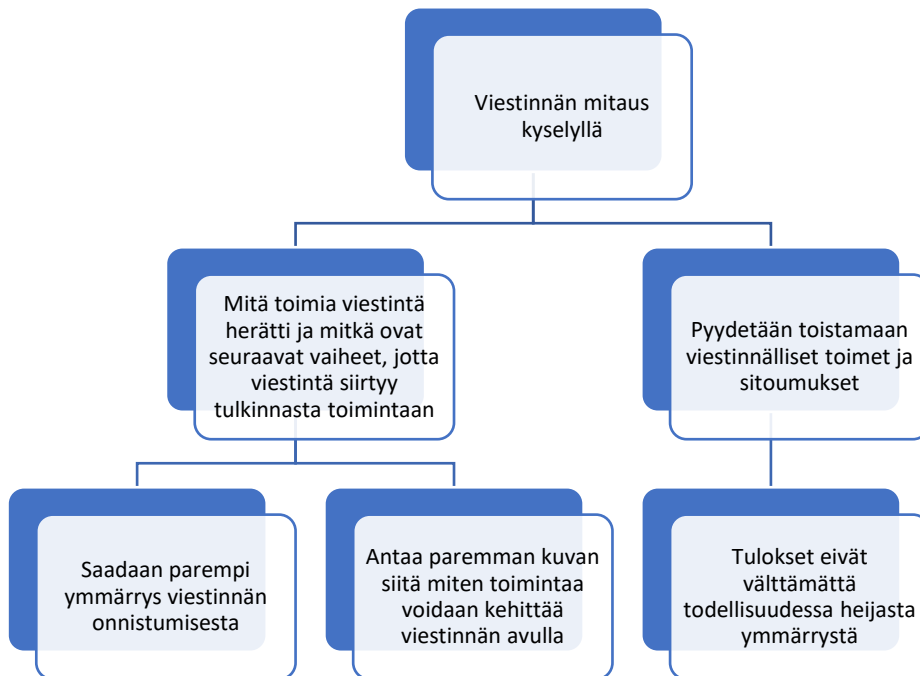 Viestinnän mitaus
kyselyllä
Mitä toimia viestintä
herätti ja mitkä ovat
seuraavat vaiheet, jotta
viestintä siirtyy
tulkinnasta toimintaan
Pyydetään toistamaan
viestinnälliset toimet ja
sitoumukset
Saadaan parempi
ymmärrys viestinnän
onnistumisesta
Antaa paremman kuvan
siitä miten toimintaa
voidaan kehittää
viestinnän avulla
Tulokset eivät
välttämättä
todellisuudessa heijasta
ymmärrystä